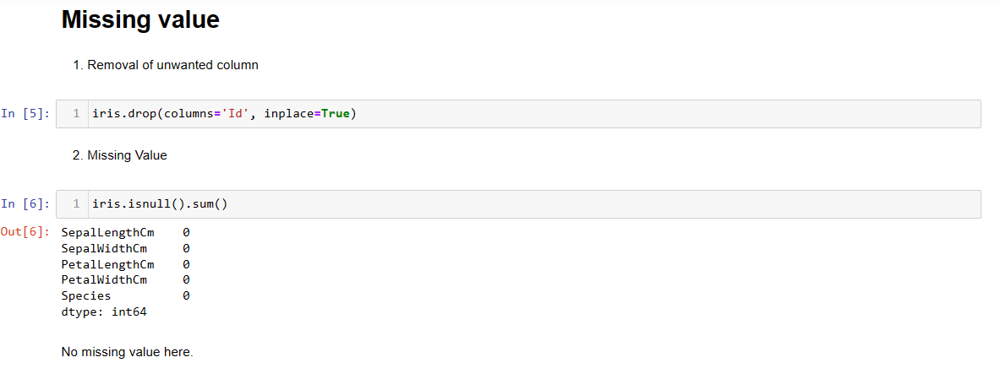 Missing value
1. Removal of unwanted column
In [5]: 1 iris.drop(columns='Id', inplace=True)
2. Missing Value
In [6]: 1 iris.isnull().sum()
Out[6]: SepalLengthCm    0
SepalWidthCm     0
PetalLengthCm    0
PetalWidthCm     0
Species          0
dtype: int64
No missing value here.